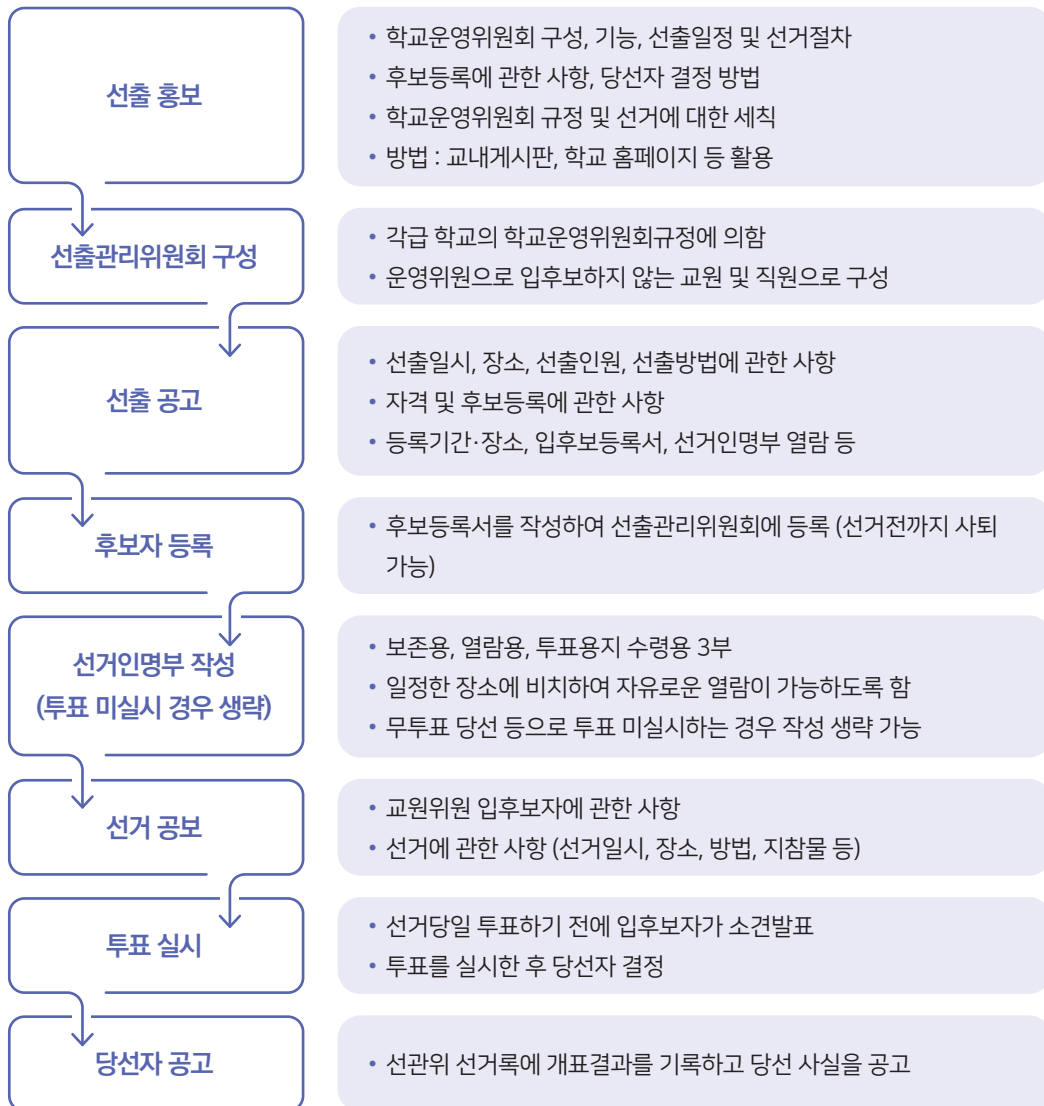 선출 홍보
• 학교운영위원회 구성, 기능, 선출일정 및 선거절차
• 후보등록에 관한 사항, 당선자 결정 방법
• 학교운영위원회 규정 및 선거에 대한 세칙
• 방법 : 교내게시판, 학교 홈페이지 등 활용
선출관리위원회 구성
• 각급 학교의 학교운영위원회규정에 의함
• 운영위원으로 입후보하지 않는 교원 및 직원으로 구성
선출 공고
• 선출일시, 장소, 선출인원, 선출방법에 관한 사항
• 자격 및 후보등록에 관한 사항
• 등록기간·장소, 입후보등록서, 선거인명부 열람 등
후보자 등록
• 후보등록서를 작성하여 선출관리위원회에 등록 (선거전까지 사퇴
가능)
선거인명부 작성
(투표 미실시 경우 생략)
• 보존용, 열람용, 투표용지 수령용 3부
• 일정한 장소에 비치하여 자유로운 열람이 가능하도록 함
• 무투표 당선 등으로 투표 미실시하는 경우 작성 생략 가능
선거 공보
• 교원위원 입후보자에 관한 사항
• 선거에 관한 사항 (선거일시, 장소, 방법, 지참물 등)
투표 실시
• 선거당일 투표하기 전에 입후보자가 소견발표
• 투표를 실시한 후 당선자 결정
당선자 공고
• 선관위 선거록에 개표결과를 기록하고 당선 사실을 공고